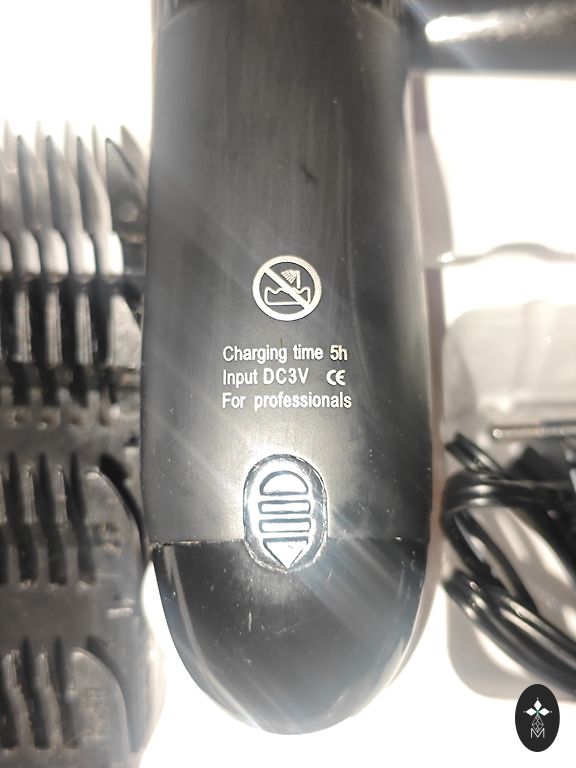 Charging time 5h
Input DC3V CE
For professionals